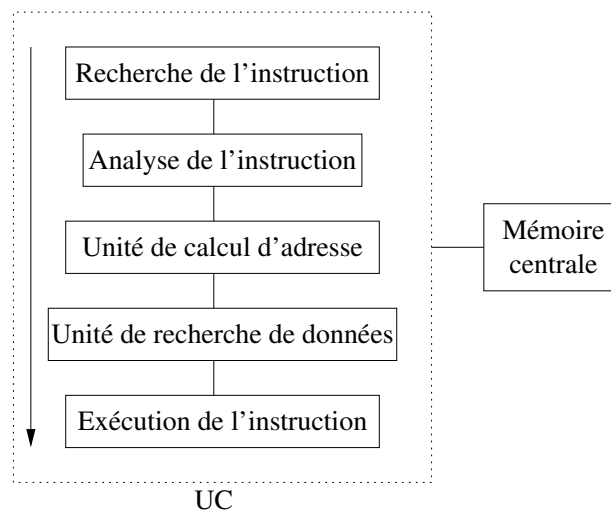 Recherche de l'instruction
Analyse de l'instruction
Unité de calcul d'adresse
Unité de recherche de données
Exécution de l'instruction
Mémoire
centrale
UC